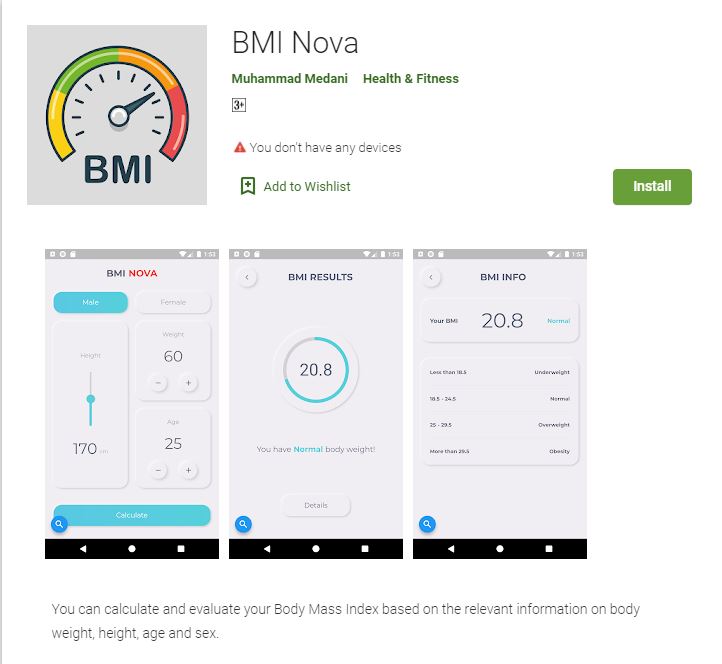 BMI
BMI Nova
Muhammad Medani Health & Fitness
3+
You don't have any devices
Add to Wishlist
Install
1:53
BMI NOVA
Male Female
Height
170 cm
Weight
60
Age
25
Calculate
1:53
BMI RESULTS
20.8
You have Normal body weight!
Details
1:53
BMI INFO
Your BMI 20.8 Normal
Less than 18.5 Underweight
18.5 - 24.5 Normal
25 - 29.5 Overweight
More than 29.5 Obesity
You can calculate and evaluate your Body Mass Index based on the relevant information on body
weight, height, age and sex.